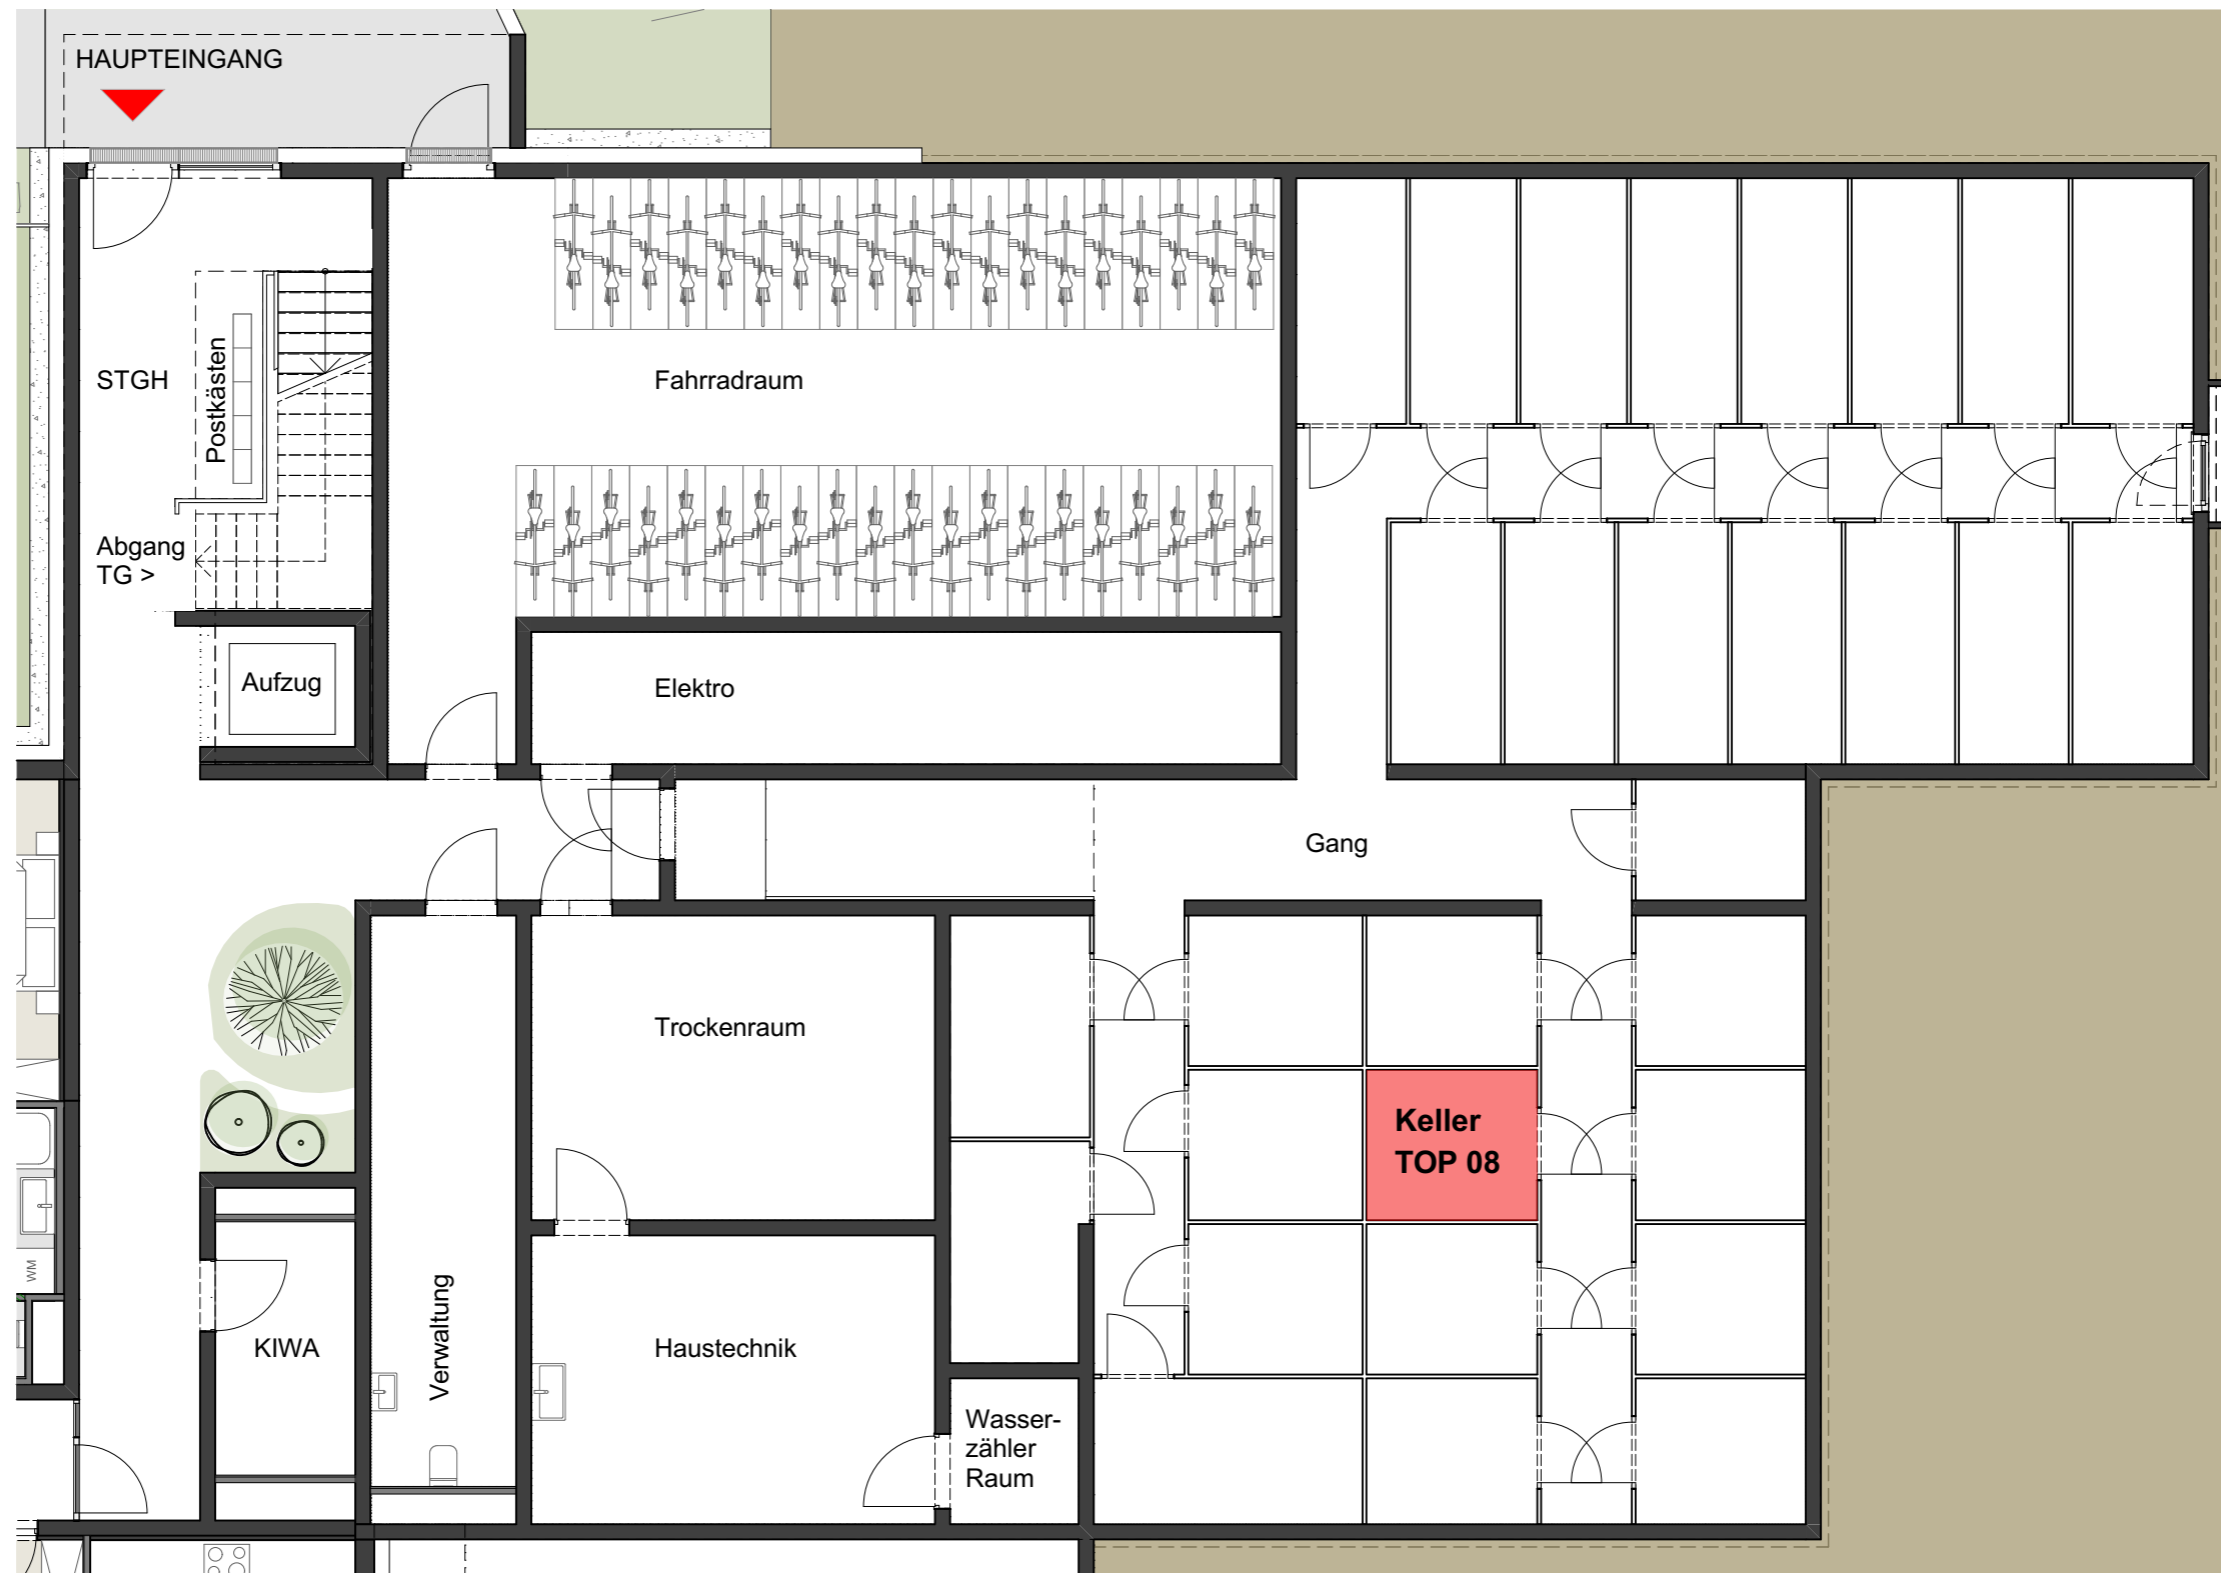 HAUPTEINGANG
STGH
Postkästen
Fahrradraum
Abgang
TG >
Aufzug
Elektro
Gang
Trockenraum
Keller
TOP 08
WM
KIWA
Verwaltung
Haustechnik
Wasser-
zähler
Raum